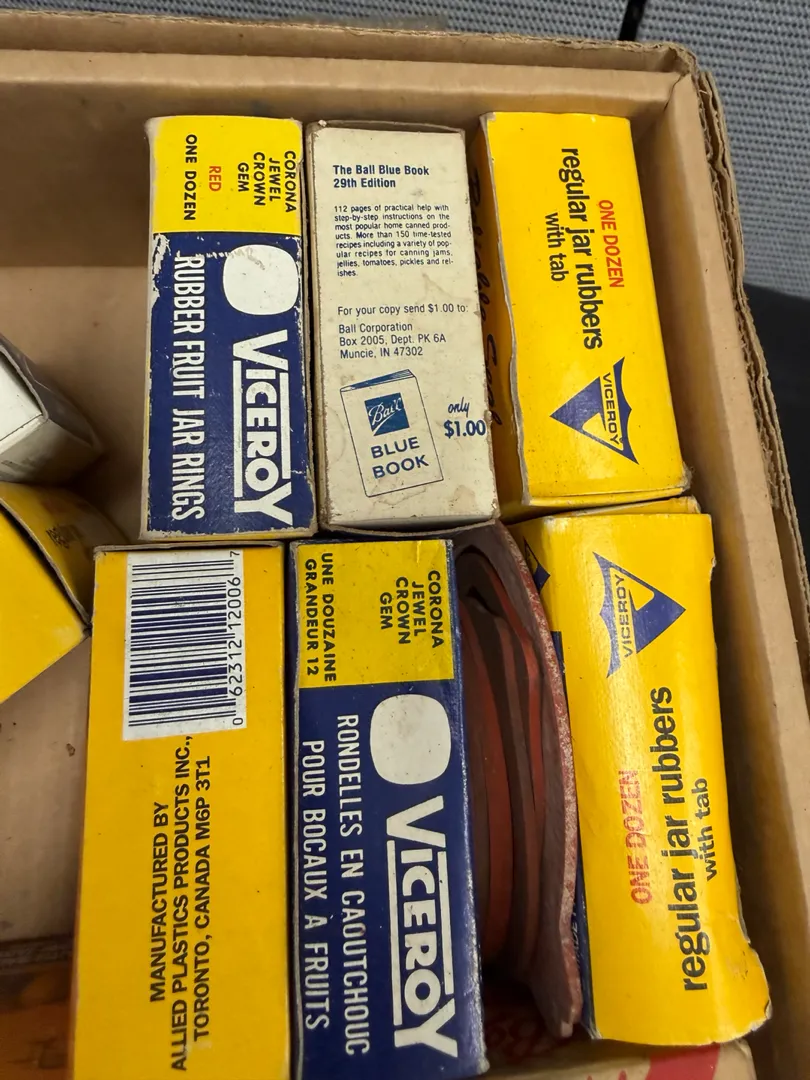 CORONA
JEWEL
CROWN
GEM
RED
ONE DOZEN
VICEROY
RUBBER FRUIT JAR RINGS
The Ball Blue Book
29th Edition
112 pages of practical help with
step-by-step instructions on the
most popular home canned prod-
ucts. More than 150 time-tested
recipes including a variety of pop-
ular recipes for canning jams,
jellies, tomatoes, pickles and rel-
ishes.
For your copy send $1.00 to:
Ball Corporation
Box 2005, Dept. PK 6A
Muncie, IN 47302
Ball
BLUE
BOOK
only
$1.00
ONE DOZEN
regular jar rubbers
with tab
VICEROY
0 62312 12006 7
MANUFACTURED BY
ALLIED PLASTICS PRODUCTS INC.,
TORONTO, CANADA M6P 3T1
CORONA
JEWEL
CROWN
GEM
UNE DOUZAINE
GRANDEUR 12
VICEROY
RONDELLES EN CAOUTCHOUC
POUR BOCAUX À FRUITS
VICEROY
ONE DOZEN
regular jar rubbers
with tab